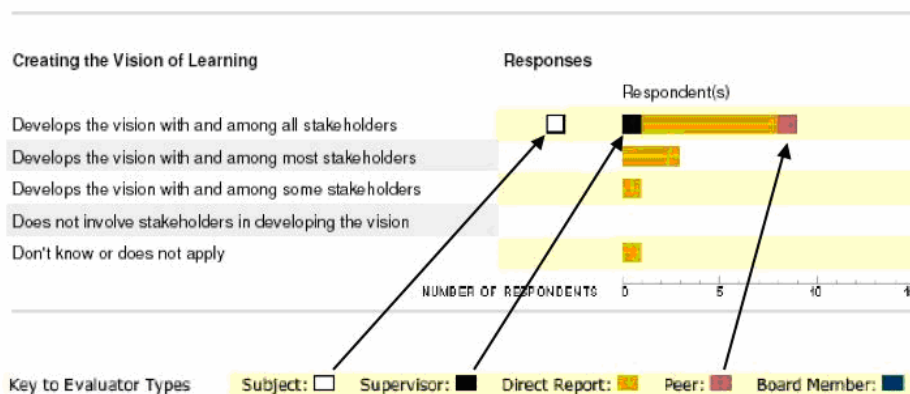 Creating the Vision of Learning Responses
Respondent(s)
Develops the vision with and among all stakeholders
Develops the vision with and among most stakeholders
Develops the vision with and among some stakeholders
Does not involve stakeholders in developing the vision
Don't know or does not apply
NUMBER OF RESPONDENTS 0 5 10
Key to Evaluator Types Subject: Supervisor: Direct Report: Peer: Board Member: